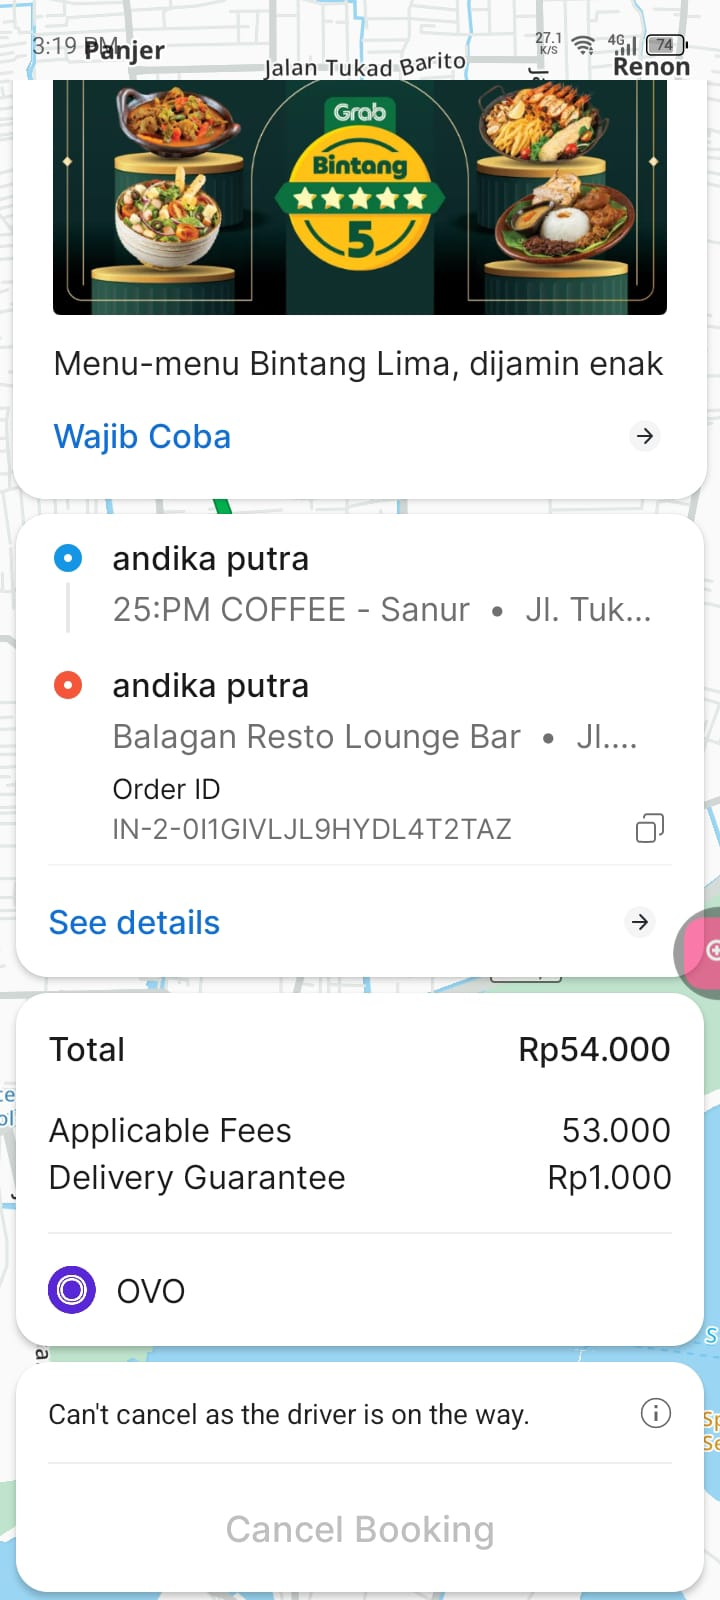 3:19 PM
27.1
K/S
4G
74
Panjer
Jalan Tukad Barito
Renon
Grab
Bintang
5
Menu-menu Bintang Lima, dijamin enak
Wajib Coba
andika putra
25:PM COFFEE - Sanur • Jl. Tuk...
andika putra
Balagan Resto Lounge Bar • Jl....
Order ID
IN-2-0I1GIVLJL9HYDL4T2TAZ
See details
Total Rp54.000
Applicable Fees 53.000
Delivery Guarantee Rp1.000
OVO
Can't cancel as the driver is on the way.
Cancel Booking